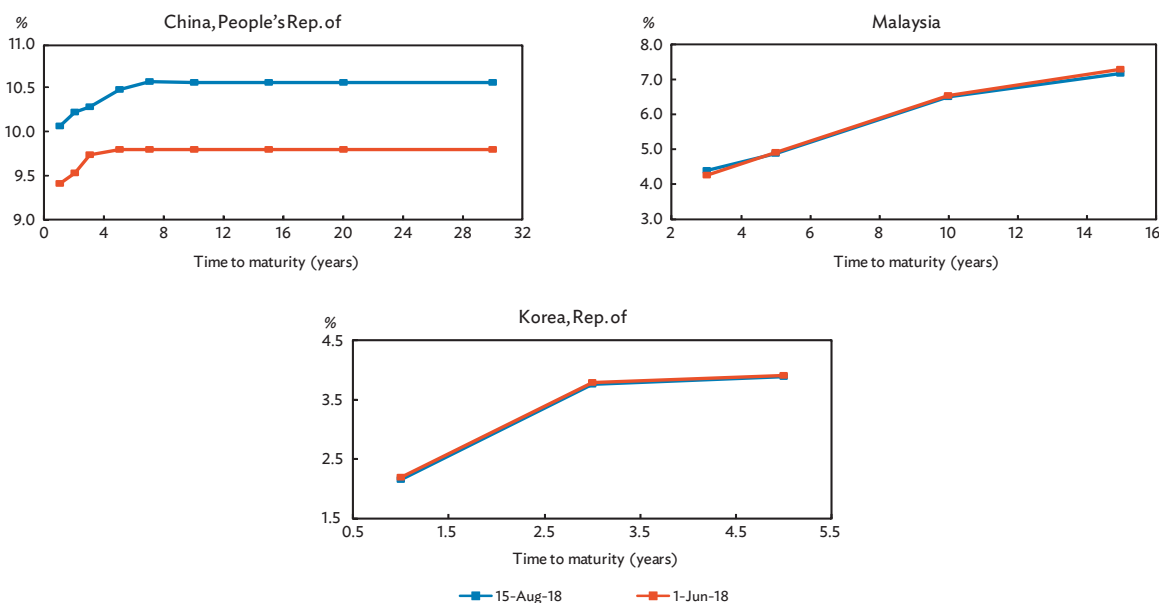 China, People's Rep. of
%
11.0
10.5
10.0
9.5
9.0
0 4 8 12 16 20 24 28 32
Time to maturity (years)
Malaysia
%
8.0
7.0
6.0
5.0
4.0
3.0
2 4 6 8 10 12 14 16
Time to maturity (years)
Korea, Rep. of
%
4.5
3.5
2.5
1.5
0.5 1.5 2.5 3.5 4.5 5.5
Time to maturity (years)
15-Aug-18 1-Jun-18